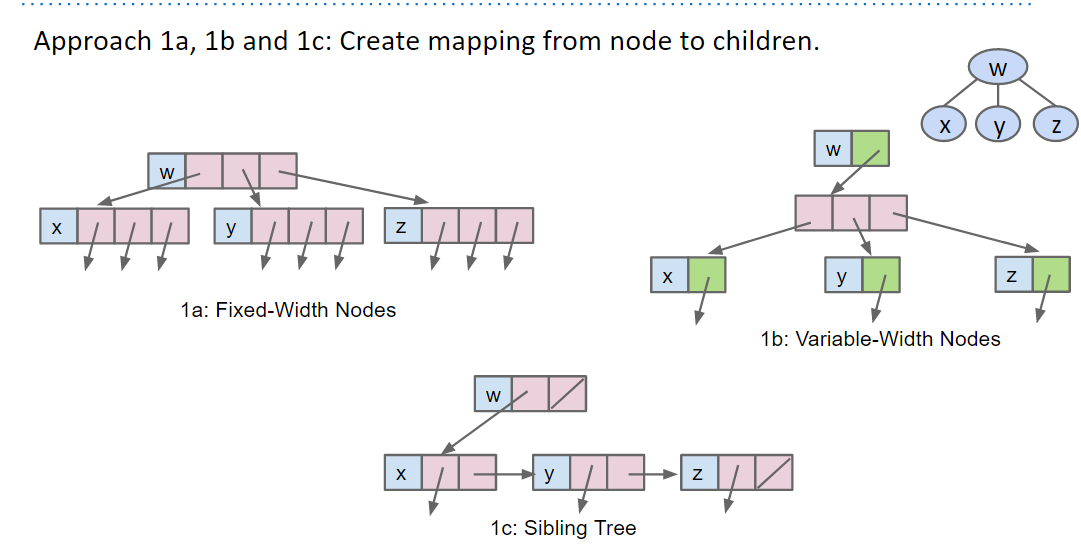 Approach 1a, 1b and 1c: Create mapping from node to children.
w
x y z
w
x y z
1a: Fixed-Width Nodes
w
x y z
1b: Variable-Width Nodes
w
x y z
1c: Sibling Tree